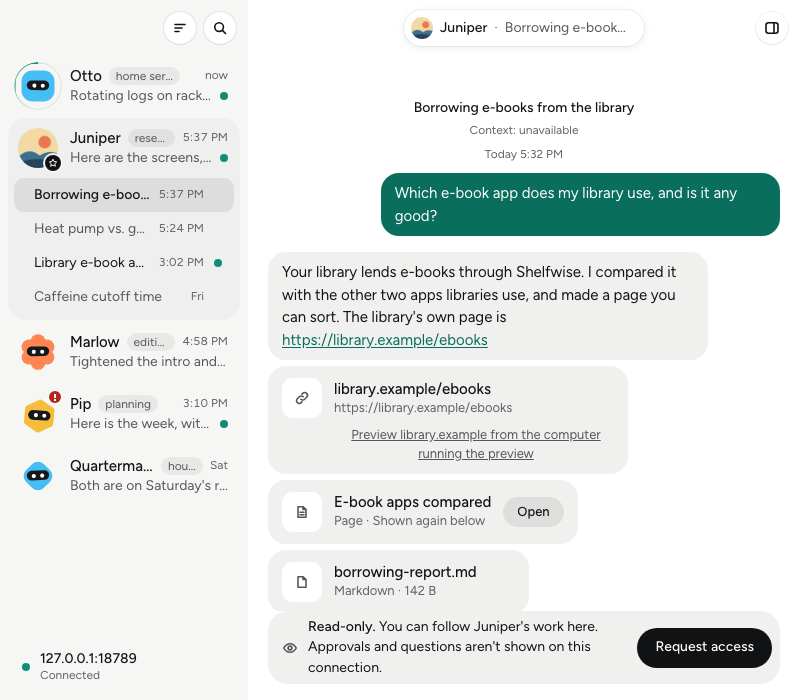 Otto home ser... now
Rotating logs on rack...
Juniper rese... 5:37 PM
Here are the screens,...
Borrowing e-boo... 5:37 PM
Heat pump vs. g... 5:24 PM
Library e-book a... 3:02 PM
Caffeine cutoff time Fri
Marlow editi... 4:58 PM
Tightened the intro and...
Pip planning 3:10 PM
Here is the week, wit...
Quarterma... hou... Sat
Both are on Saturday's r...
127.0.0.1:18789
Connected
Juniper · Borrowing e-book...
Borrowing e-books from the library
Context: unavailable
Today 5:32 PM
Which e-book app does my library use, and is it any
good?
Your library lends e-books through Shelfwise. I compared it
with the other two apps libraries use, and made a page you
can sort. The library's own page is
https://library.example/ebooks
library.example/ebooks
https://library.example/ebooks
Preview library.example from the computer
running the preview
E-book apps compared
Page · Shown again below
Open
borrowing-report.md
Markdown · 142 B
Read-only. You can follow Juniper's work here.
Approvals and questions aren't shown on this
connection.
Request access